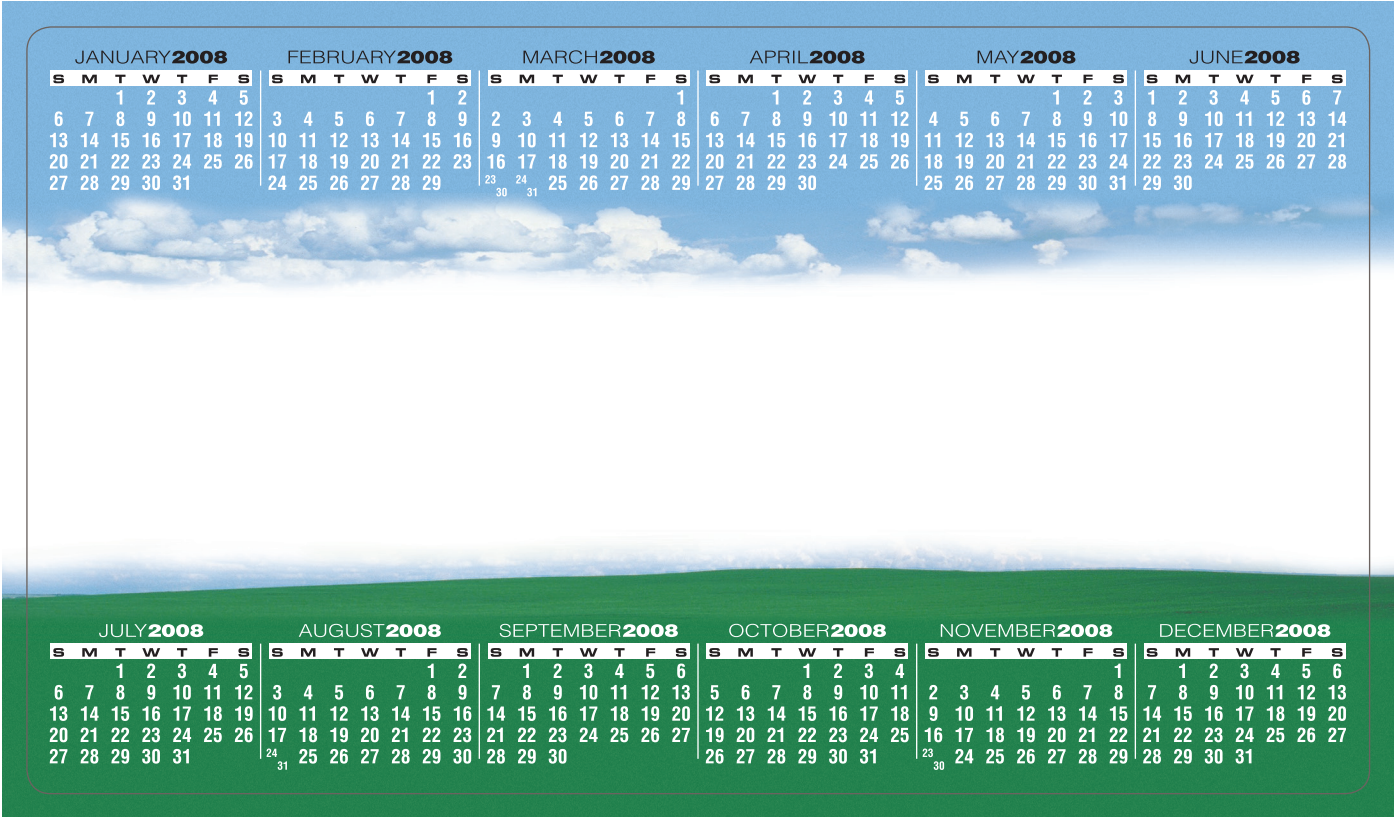 JANUARY2008
S M T W T F S
1 2 3 4 5
6 7 8 9 10 11 12
13 14 15 16 17 18 19
20 21 22 23 24 25 26
27 28 29 30 31
FEBRUARY2008
S M T W T F S
1 2
3 4 5 6 7 8 9
10 11 12 13 14 15 16
17 18 19 20 21 22 23
24 25 26 27 28 29
MARCH2008
S M T W T F S
1
2 3 4 5 6 7 8
9 10 11 12 13 14 15
16 17 18 19 20 21 22
23 30 24 31 25 26 27 28 29
APRIL2008
S M T W T F S
1 2 3 4 5
6 7 8 9 10 11 12
13 14 15 16 17 18 19
20 21 22 23 24 25 26
27 28 29 30
MAY2008
S M T W T F S
1 2 3
4 5 6 7 8 9 10
11 12 13 14 15 16 17
18 19 20 21 22 23 24
25 26 27 28 29 30 31
JUNE2008
S M T W T F S
1 2 3 4 5 6 7
8 9 10 11 12 13 14
15 16 17 18 19 20 21
22 23 24 25 26 27 28
29 30
JULY2008
S M T W T F S
1 2 3 4 5
6 7 8 9 10 11 12
13 14 15 16 17 18 19
20 21 22 23 24 25 26
27 28 29 30 31
AUGUST2008
S M T W T F S
1 2
3 4 5 6 7 8 9
10 11 12 13 14 15 16
17 18 19 20 21 22 23
24 31 25 26 27 28 29 30
SEPTEMBER2008
S M T W T F S
1 2 3 4 5 6
7 8 9 10 11 12 13
14 15 16 17 18 19 20
21 22 23 24 25 26 27
28 29 30
OCTOBER2008
S M T W T F S
1 2 3 4
5 6 7 8 9 10 11
12 13 14 15 16 17 18
19 20 21 22 23 24 25
26 27 28 29 30 31
NOVEMBER2008
S M T W T F S
1
2 3 4 5 6 7 8
9 10 11 12 13 14 15
16 17 18 19 20 21 22
23 30 24 25 26 27 28 29
DECEMBER2008
S M T W T F S
1 2 3 4 5 6
7 8 9 10 11 12 13
14 15 16 17 18 19 20
21 22 23 24 25 26 27
28 29 30 31